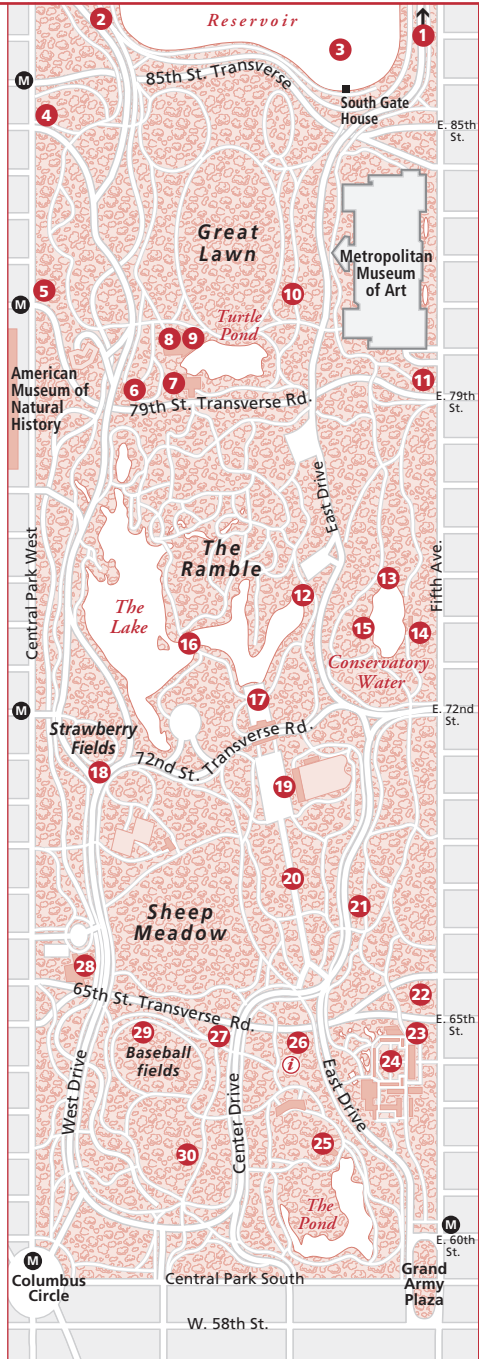 2
Reservoir
3
1
M
85th St. Transverse
South Gate
House
4
E. 85th
St.
Great
Lawn
Metropolitan
Museum
of Art
5
M
10
Turtle
Pond
8
9
American
Museum of
Natural
History
6
7
11
79th St. Transverse Rd.
E. 79th
St.
East Drive
The
Ramble
Central Park West
Fifth Ave.
12
13
The
Lake
15
14
16
Conservatory
Water
17
M
E. 72nd
St.
Strawberry
Fields
72nd St. Transverse Rd.
18
19
20
21
Sheep
Meadow
28
22
65th St. Transverse Rd.
E. 65th
St.
29
27
26
23
Baseball
fields
i
24
West Drive
Center Drive
East Drive
30
25
The
Pond
M
E. 60th
St.
M
Columbus
Circle
Central Park South
Grand
Army
Plaza
W. 58th St.